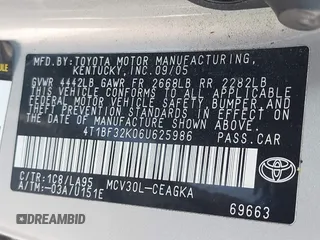 BY: TOYOTA MOTOR MANUFACTURING,
KENTUCKY, INC. 09/05
GVWR 4442LB GAWR FR 2668LB RR 2282LB
THIS VEHICLE CONFORMS TO ALL APPLICABLE
FEDERAL MOTOR VEHICLE SAFETY, BUMPER,
AND THEFT PREVENTION STANDARDS IN
EFFECT ON THE DATE OF MANUFACTURE
SHOWN ABOVE.
4T1BF32K06U625986 PASS.CAR
C/TR: 1C8/LA95 MCV30L-CEAGKA
A/TM: -03A/U151E
69663
DEALERSHIP.COM